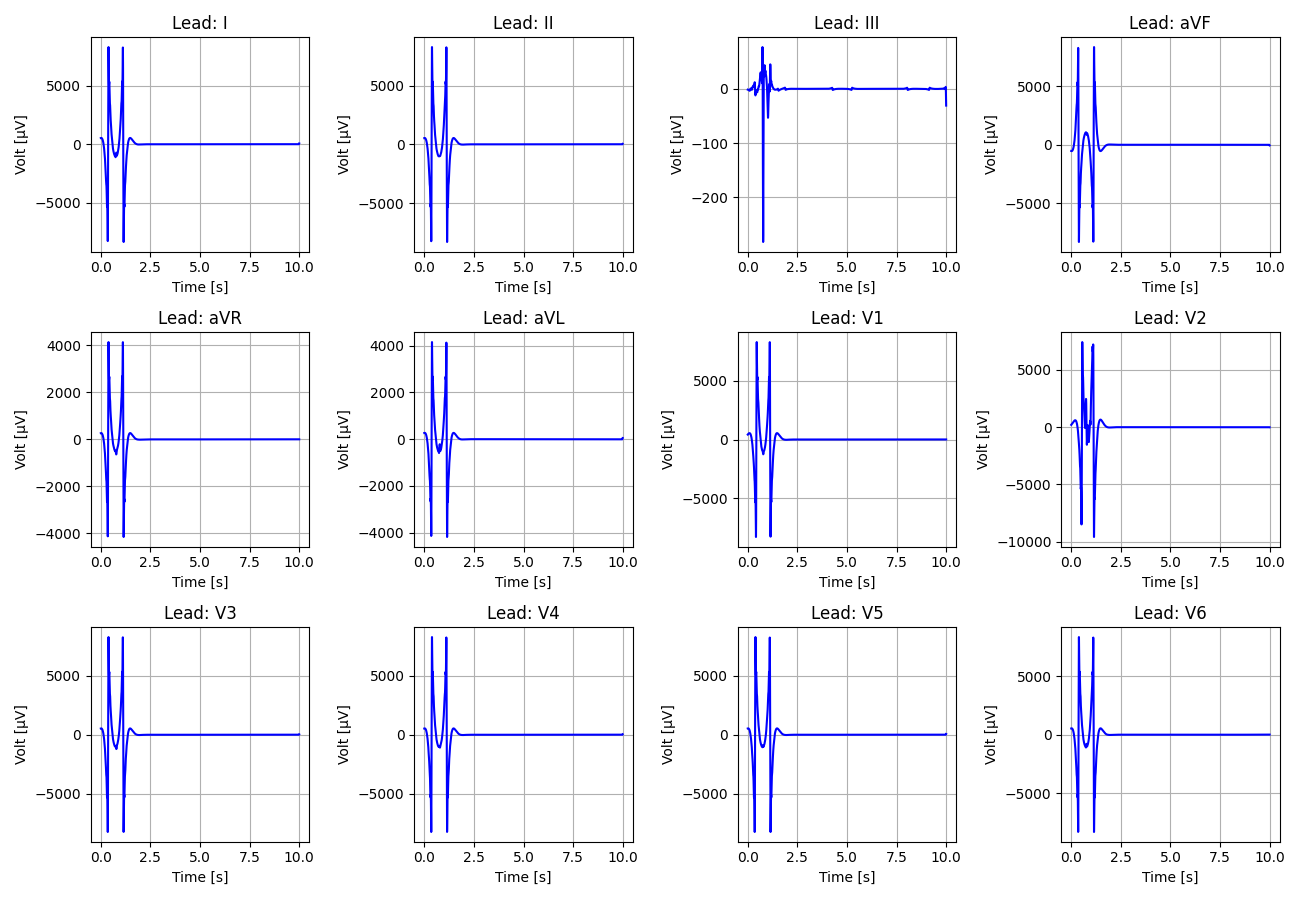 Lead: I
Volt [µV]
5000
0
−5000
0.0 2.5 5.0 7.5 10.0
Time [s]
Lead: II
Volt [µV]
5000
0
−5000
0.0 2.5 5.0 7.5 10.0
Time [s]
Lead: III
Volt [µV]
0
−100
−200
0.0 2.5 5.0 7.5 10.0
Time [s]
Lead: aVF
Volt [µV]
5000
0
−5000
0.0 2.5 5.0 7.5 10.0
Time [s]
Lead: aVR
Volt [µV]
4000
2000
0
−2000
−4000
0.0 2.5 5.0 7.5 10.0
Time [s]
Lead: aVL
Volt [µV]
4000
2000
0
−2000
−4000
0.0 2.5 5.0 7.5 10.0
Time [s]
Lead: V1
Volt [µV]
5000
0
−5000
0.0 2.5 5.0 7.5 10.0
Time [s]
Lead: V2
Volt [µV]
5000
0
−5000
−10000
0.0 2.5 5.0 7.5 10.0
Time [s]
Lead: V3
Volt [µV]
5000
0
−5000
0.0 2.5 5.0 7.5 10.0
Time [s]
Lead: V4
Volt [µV]
5000
0
−5000
0.0 2.5 5.0 7.5 10.0
Time [s]
Lead: V5
Volt [µV]
5000
0
−5000
0.0 2.5 5.0 7.5 10.0
Time [s]
Lead: V6
Volt [µV]
5000
0
−5000
0.0 2.5 5.0 7.5 10.0
Time [s]